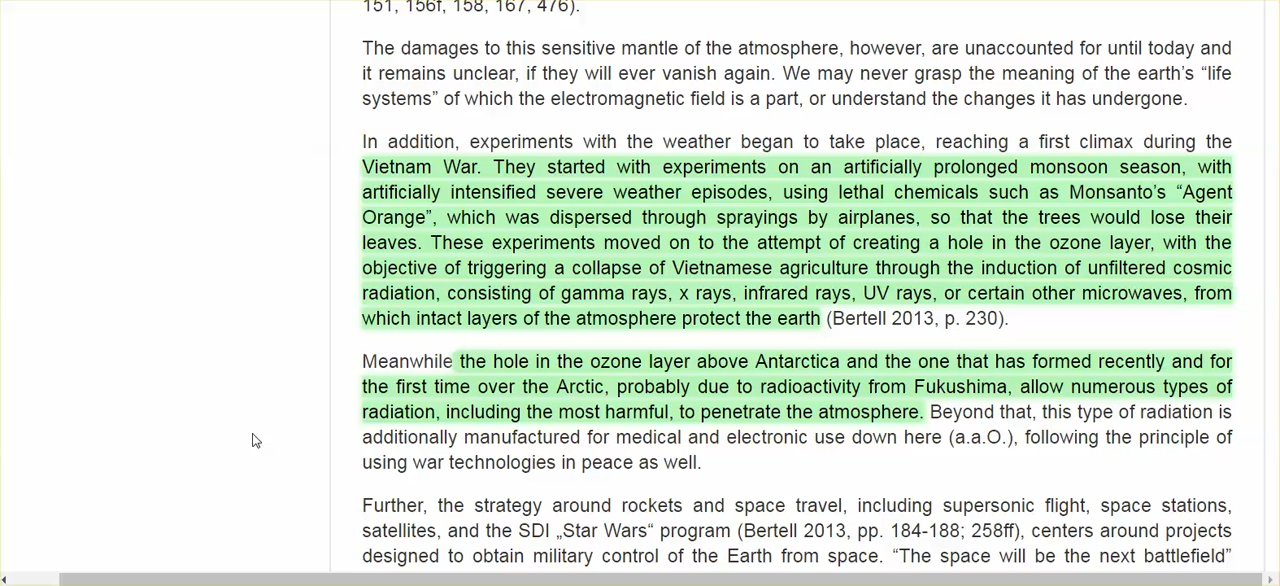 151, 156f, 158, 167, 476).
The damages to this sensitive mantle of the atmosphere, however, are unaccounted for until today and
it remains unclear, if they will ever vanish again. We may never grasp the meaning of the earth’s “life
systems” of which the electromagnetic field is a part, or understand the changes it has undergone.
In addition, experiments with the weather began to take place, reaching a first climax during the
Vietnam War. They started with experiments on an artificially prolonged monsoon season, with
artificially intensified severe weather episodes, using lethal chemicals such as Monsanto’s “Agent
Orange”, which was dispersed through sprayings by airplanes, so that the trees would lose their
leaves. These experiments moved on to the attempt of creating a hole in the ozone layer, with the
objective of triggering a collapse of Vietnamese agriculture through the induction of unfiltered cosmic
radiation, consisting of gamma rays, x rays, infrared rays, UV rays, or certain other microwaves, from
which intact layers of the atmosphere protect the earth (Bertell 2013, p. 230).
Meanwhile the hole in the ozone layer above Antarctica and the one that has formed recently and for
the first time over the Arctic, probably due to radioactivity from Fukushima, allow numerous types of
radiation, including the most harmful, to penetrate the atmosphere. Beyond that, this type of radiation is
additionally manufactured for medical and electronic use down here (a.a.O.), following the principle of
using war technologies in peace as well.
Further, the strategy around rockets and space travel, including supersonic flight, space stations,
satellites, and the SDI „Star Wars“ program (Bertell 2013, pp. 184-188; 258ff), centers around projects
designed to obtain military control of the Earth from space. “The space will be the next battlefield”